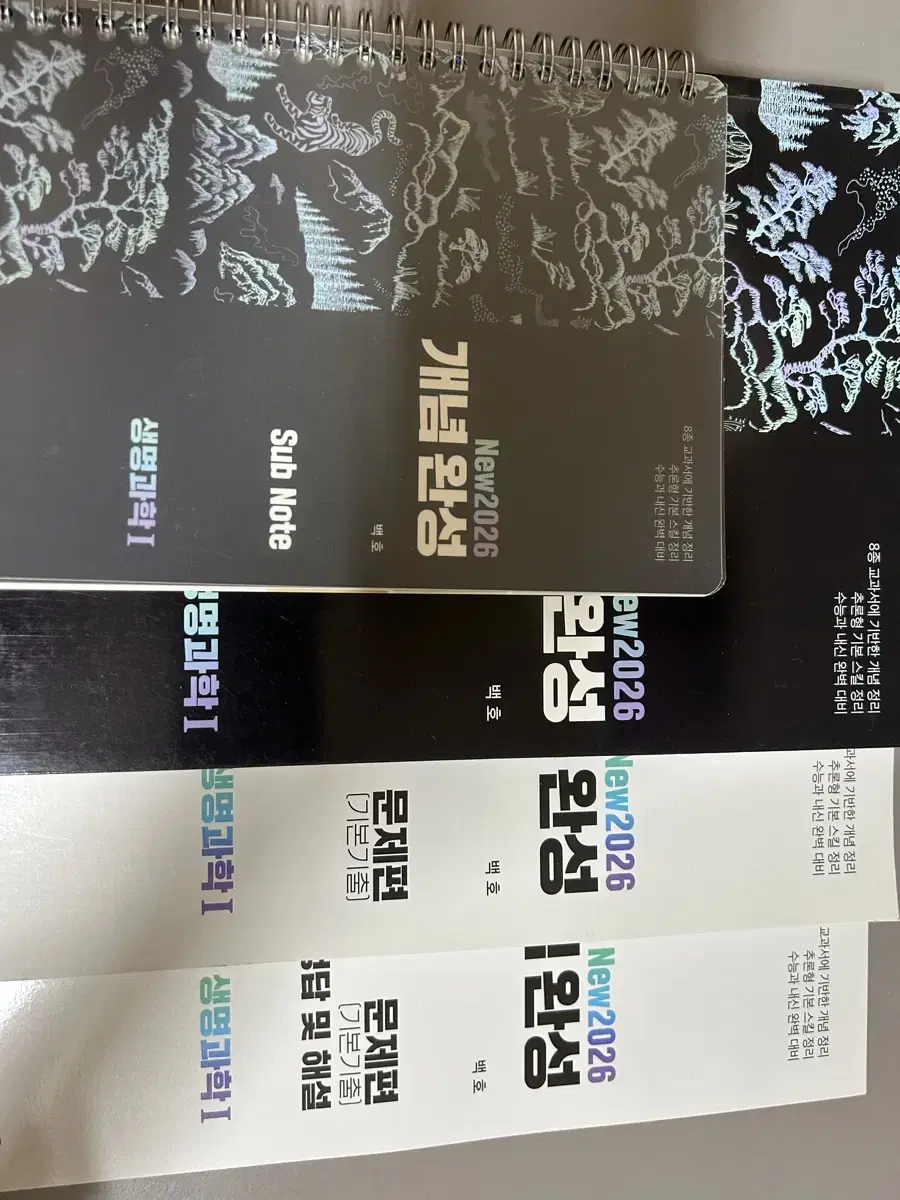 8종 교과서에 기반한 개념 정리
추론형 기본 스킬 정리
수능과 내신 완벽 대비
New2026
개념 완성
백호
Sub Note
생명과학 I
8종 교과서에 기반한 개념 정리
추론형 기본 스킬 정리
수능과 내신 완벽 대비
New2026
완성
백호
생명과학 I
교과서에 기반한 개념 정리
추론형 기본 스킬 정리
수능과 내신 완벽 대비
New2026
완성
백호
문제편
[기본기출]
생명과학 I
교과서에 기반한 개념 정리
추론형 기본 스킬 정리
수능과 내신 완벽 대비
New2026
완성
백호
문제편
[기본기출]
정답 및 해설
생명과학 I